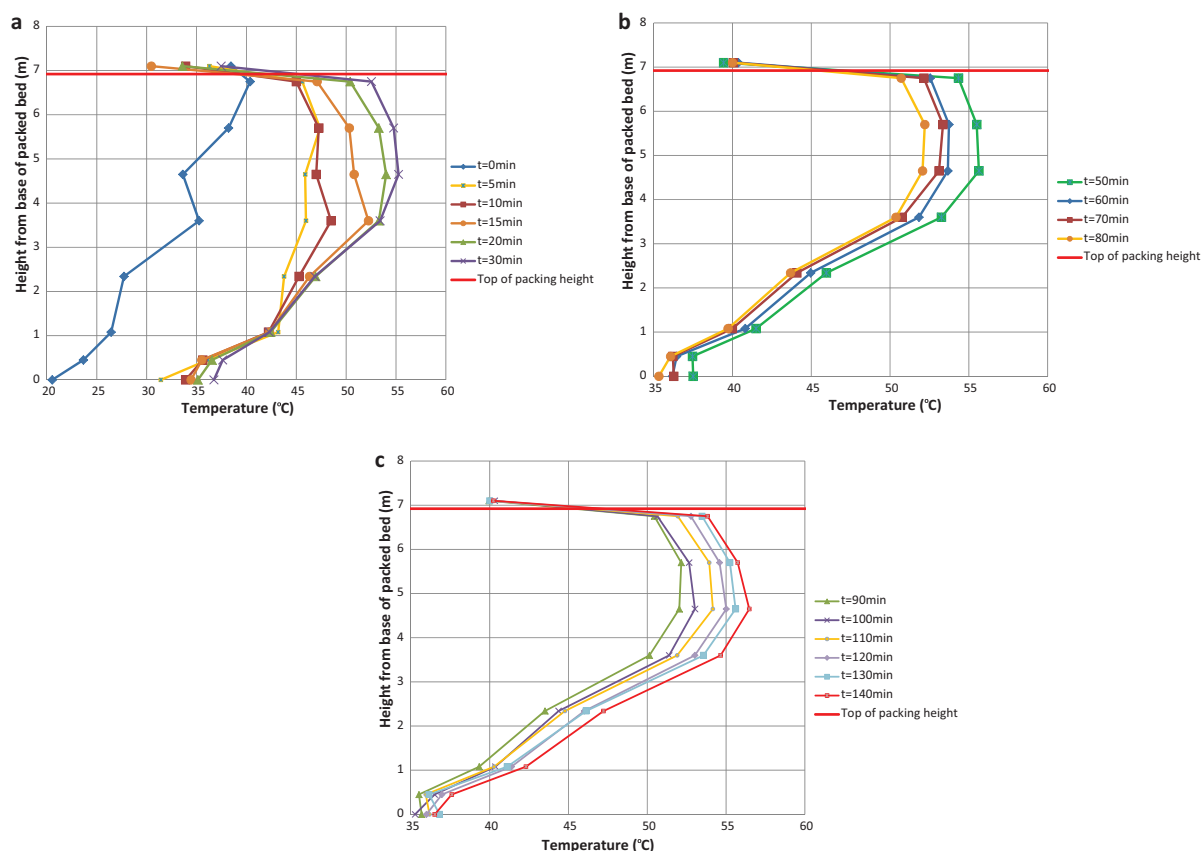 a
8
7
6
5
4
3
2
1
0
Height from base of packed bed (m)
20 25 30 35 40 45 50 55 60
Temperature (°C)
t=0min
t=5min
t=10min
t=15min
t=20min
t=30min
Top of packing height
b
8
7
6
5
4
3
2
1
0
Height from base of packed bed (m)
35 40 45 50 55 60
Temperature (°C)
t=50min
t=60min
t=70min
t=80min
Top of packing height
c
8
7
6
5
4
3
2
1
0
Height from base of packed bed (m)
35 40 45 50 55 60
Temperature (°C)
t=90min
t=100min
t=110min
t=120min
t=130min
t=140min
Top of packing height